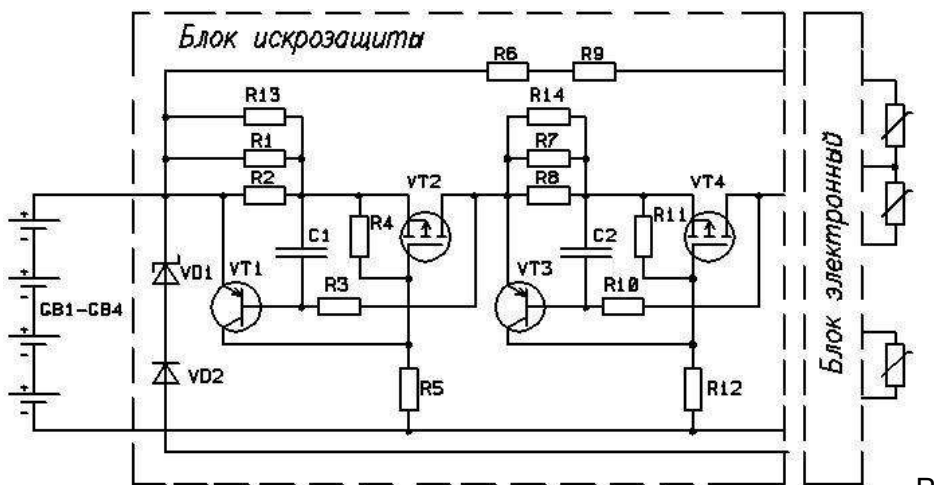 Блок искрозащиты
R6 R9
R13 R14
R1 R7
R2 VT2 R8 VT4
R4 R11
C1 C2
+
-
+
-
GB1-GB4
+
-
+
-
VD1 VT1 R3 VT3 R10
VD2 R5 R12
Блок электронный